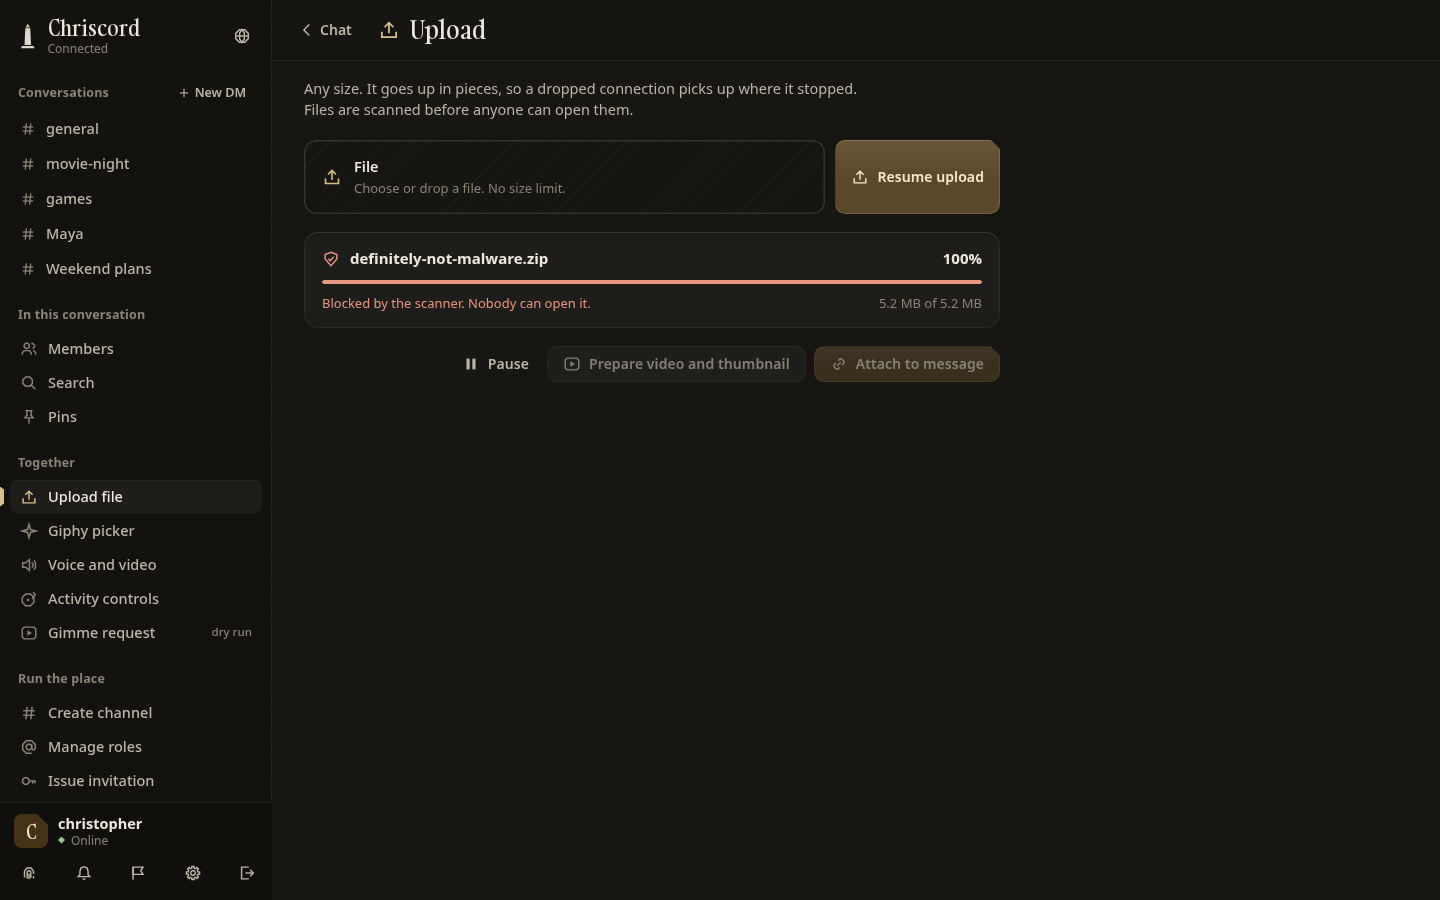 Chriscord
Connected
Conversations
+ New DM
# general
# movie-night
# games
# Maya
# Weekend plans
In this conversation
Members
Search
Pins
Together
Upload file
Giphy picker
Voice and video
Activity controls
Gimme request dry run
Run the place
# Create channel
Manage roles
Issue invitation
C
christopher
Online
Chat
Upload
Any size. It goes up in pieces, so a dropped connection picks up where it stopped.
Files are scanned before anyone can open them.
File
Choose or drop a file. No size limit.
Resume upload
definitely-not-malware.zip 100%
Blocked by the scanner. Nobody can open it. 5.2 MB of 5.2 MB
Pause
Prepare video and thumbnail
Attach to message